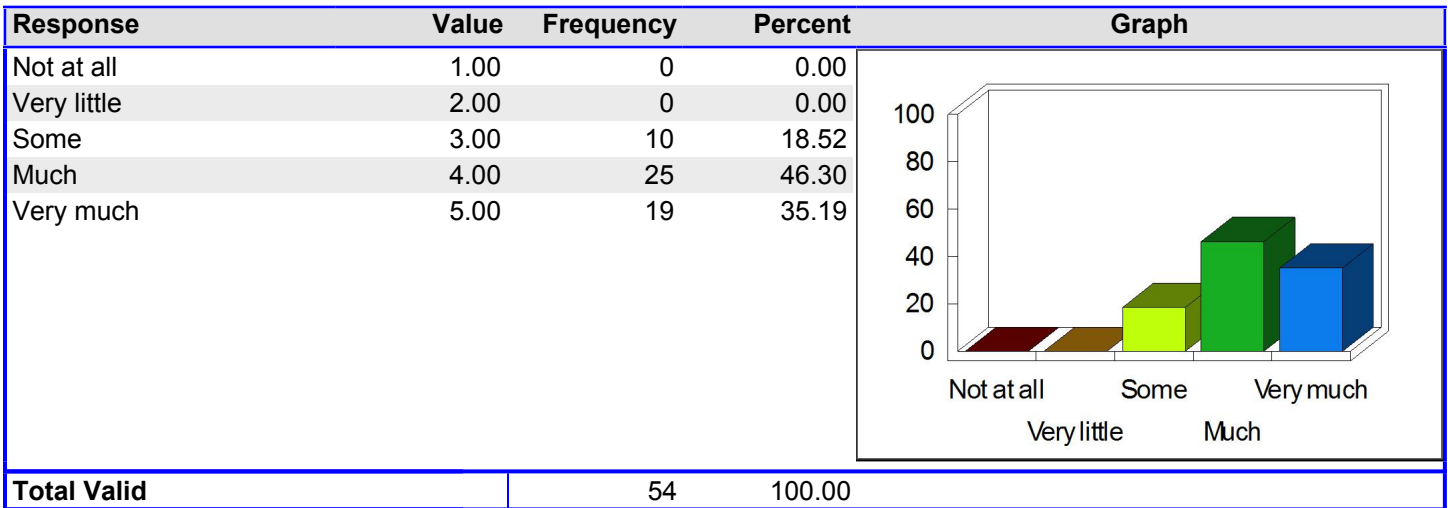 Response Value Frequency Percent Graph
Not at all 1.00 0 0.00
Very little 2.00 0 0.00
Some 3.00 10 18.52
Much 4.00 25 46.30
Very much 5.00 19 35.19
100
80
60
40
20
0
Not at all Some Very much
Very little Much
Total Valid 54 100.00